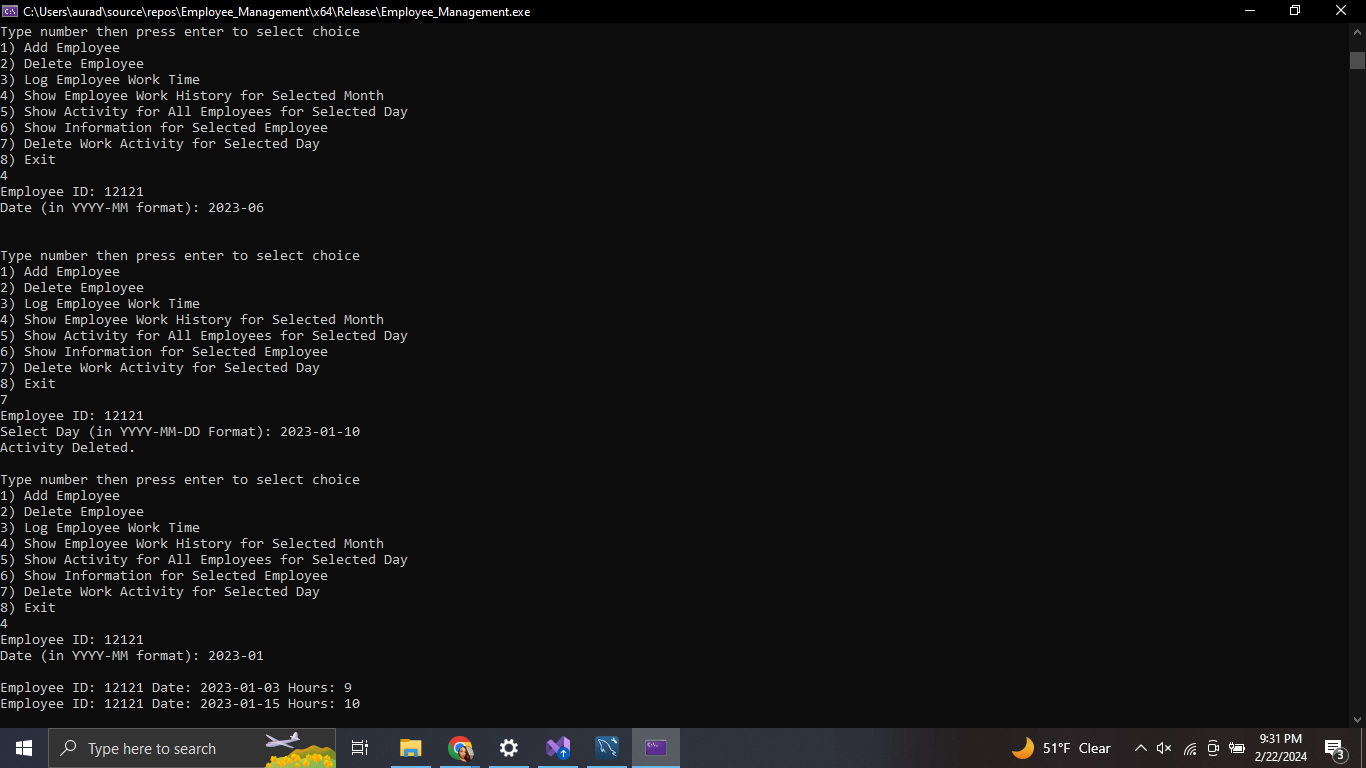 C:\Users\aurad\source\repos\Employee_Management\x64\Release\Employee_Management.exe
Type number then press enter to select choice
1) Add Employee
2) Delete Employee
3) Log Employee Work Time
4) Show Employee Work History for Selected Month
5) Show Activity for All Employees for Selected Day
6) Show Information for Selected Employee
7) Delete Work Activity for Selected Day
8) Exit
4
Employee ID: 12121
Date (in YYYY-MM format): 2023-06
Type number then press enter to select choice
1) Add Employee
2) Delete Employee
3) Log Employee Work Time
4) Show Employee Work History for Selected Month
5) Show Activity for All Employees for Selected Day
6) Show Information for Selected Employee
7) Delete Work Activity for Selected Day
8) Exit
7
Employee ID: 12121
Select Day (in YYYY-MM-DD Format): 2023-01-10
Activity Deleted.
Type number then press enter to select choice
1) Add Employee
2) Delete Employee
3) Log Employee Work Time
4) Show Employee Work History for Selected Month
5) Show Activity for All Employees for Selected Day
6) Show Information for Selected Employee
7) Delete Work Activity for Selected Day
8) Exit
4
Employee ID: 12121
Date (in YYYY-MM format): 2023-01
Employee ID: 12121 Date: 2023-01-03 Hours: 9
Employee ID: 12121 Date: 2023-01-15 Hours: 10
Type here to search
51°F Clear
9:31 PM
2/22/2024
3